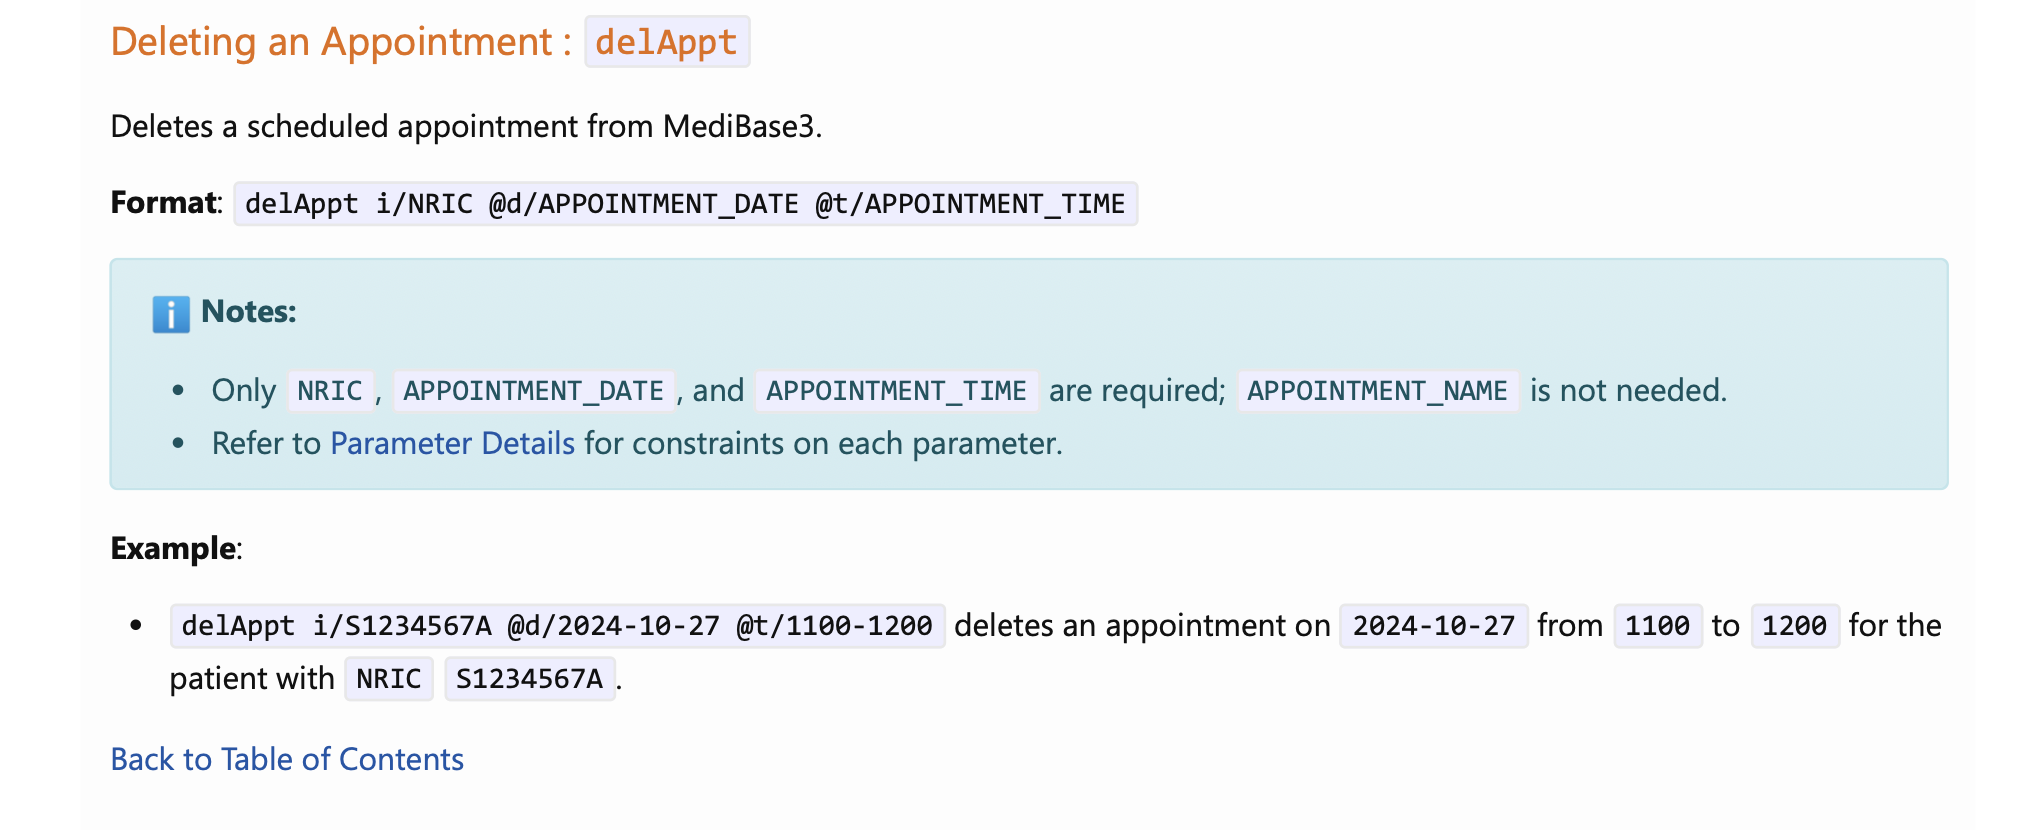 Deleting an Appointment : delAppt
Deletes a scheduled appointment from MediBase3.
Format: delAppt i/NRIC @d/APPOINTMENT_DATE @t/APPOINTMENT_TIME
Notes:
• Only NRIC, APPOINTMENT_DATE, and APPOINTMENT_TIME are required; APPOINTMENT_NAME is not needed.
• Refer to Parameter Details for constraints on each parameter.
Example:
• delAppt i/S1234567A @d/2024-10-27 @t/1100-1200 deletes an appointment on 2024-10-27 from 1100 to 1200 for the
patient with NRIC S1234567A.
Back to Table of Contents